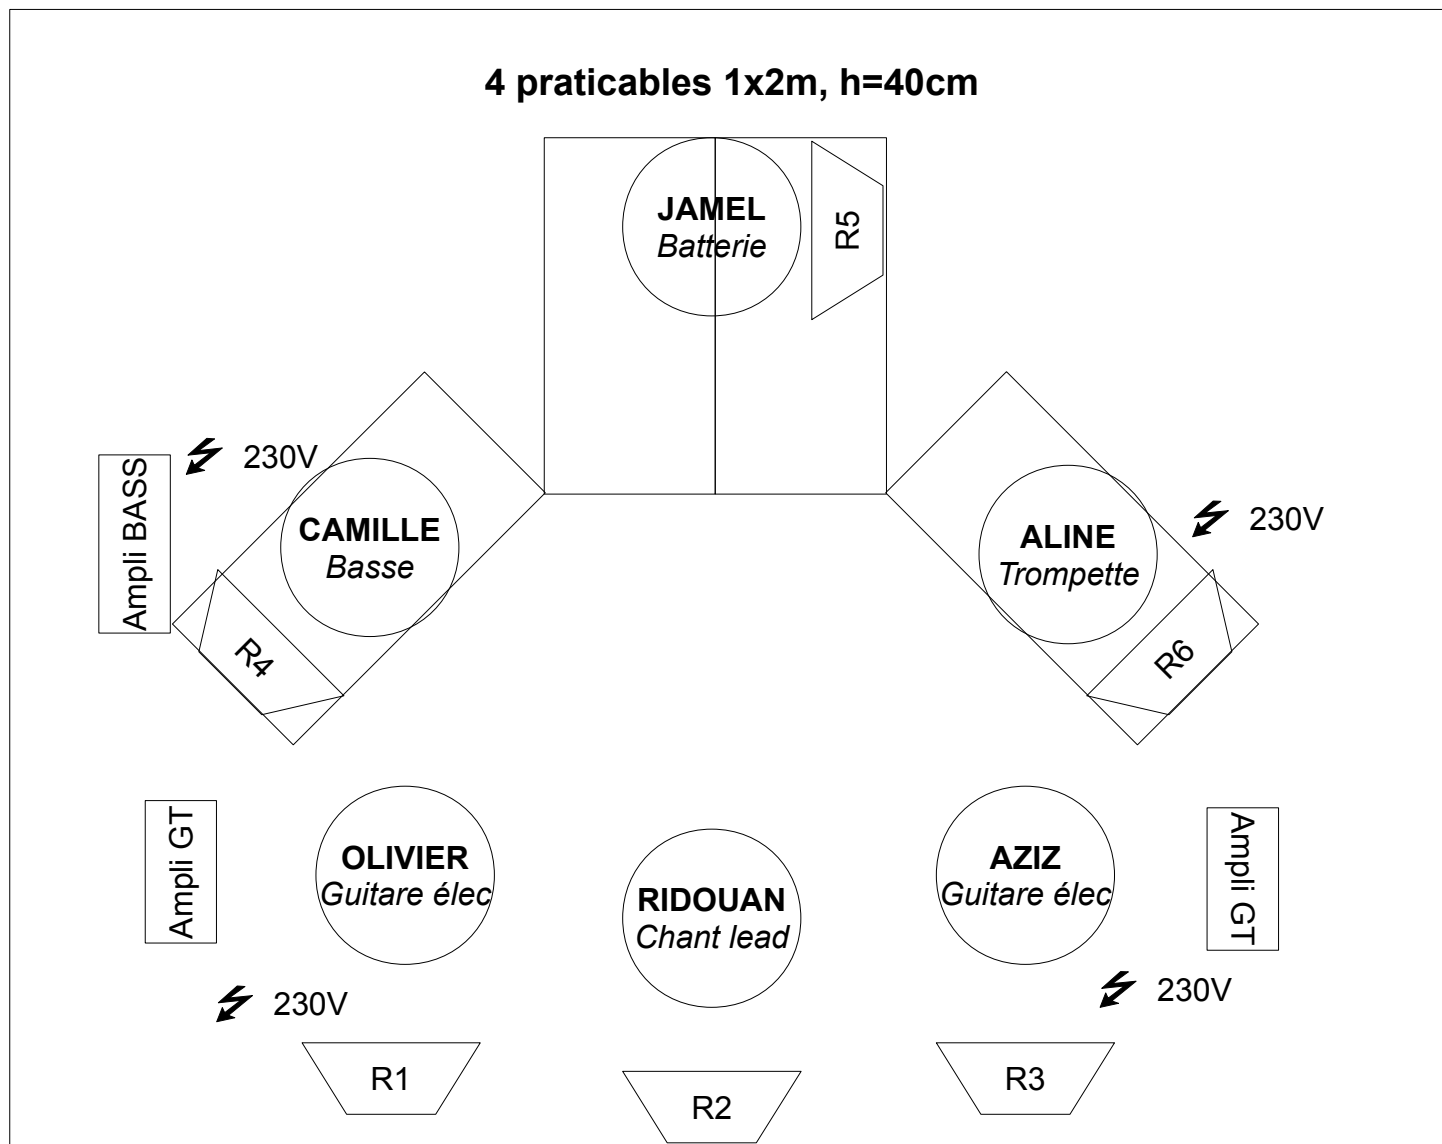 4 praticables 1x2m, h=40cm
JAMEL
Batterie
R5
230V
Ampli BASS
CAMILLE
Basse
R4
ALINE
Trompette
230V
R6
Ampli GT
OLIVIER
Guitare élec
RIDOUAN
Chant lead
AZIZ
Guitare élec
Ampli GT
230V
230V
R1
R2
R3